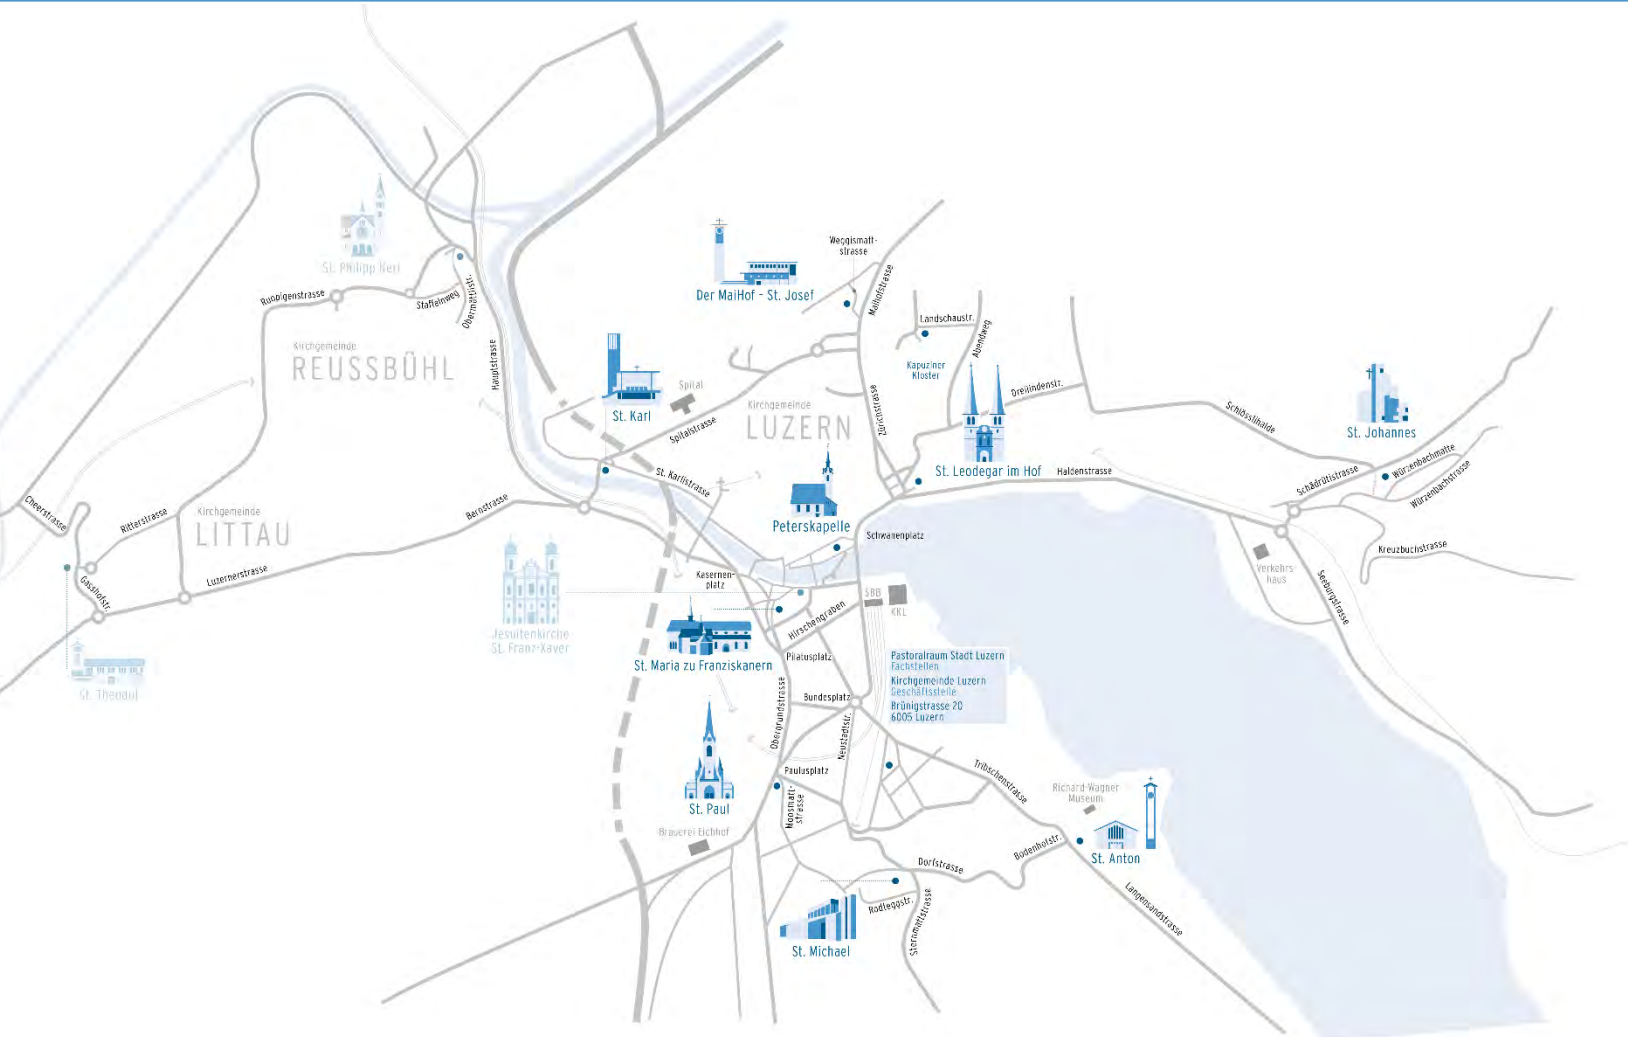 Weggismatt-
strasse
St. Philipp Neri
Der MaiHof - St. Josef
Maihofstrasse
Ruopigenstrasse
Staffelnweg
Obermättlistr.
Landschaustr.
Abendweg
Kirchgemeinde
REUSSBÜHL
Hauptstrasse
Kapuziner
Kloster
Spital
St. Karl
Kirchgemeinde
LUZERN
Spitalstrasse
Zürichstrasse
Dreilindenstr.
Schlösslihalde
St. Johannes
St. Leodegar im Hof
Haldenstrasse
St. Karlistrasse
Schädrütistrasse
Würzenbachmatte
Würzenbachstrasse
Cheerstrasse
Ritterstrasse
Kirchgemeinde
LITTAU
Bernstrasse
Peterskapelle
Schwanenplatz
Kreuzbuchstrasse
Verkehrs-
haus
Luzernerstrasse
Gasshofstr.
Kasernen-
platz
SBB
KKL
Seeburgstrasse
Hirschengraben
Jesuitenkirche
St. Franz-Xaver
St. Maria zu Franziskanern
Pilatusplatz
Pastoralraum Stadt Luzern
Fachstellen
Kirchgemeinde Luzern
Geschäftsstelle
Brünigstrasse 20
6005 Luzern
St. Theodul
Bundesplatz
Obergrundstrasse
Neustadtstr.
Paulusplatz
Tribschenstrasse
Richard-Wagner
Museum
St. Paul
Moosmatt-
strasse
Brauerei Eichhof
Bodenhofstr.
St. Anton
Dorfstrasse
Langensandstrasse
Rodteggstr.
Sternmattstrasse
St. Michael